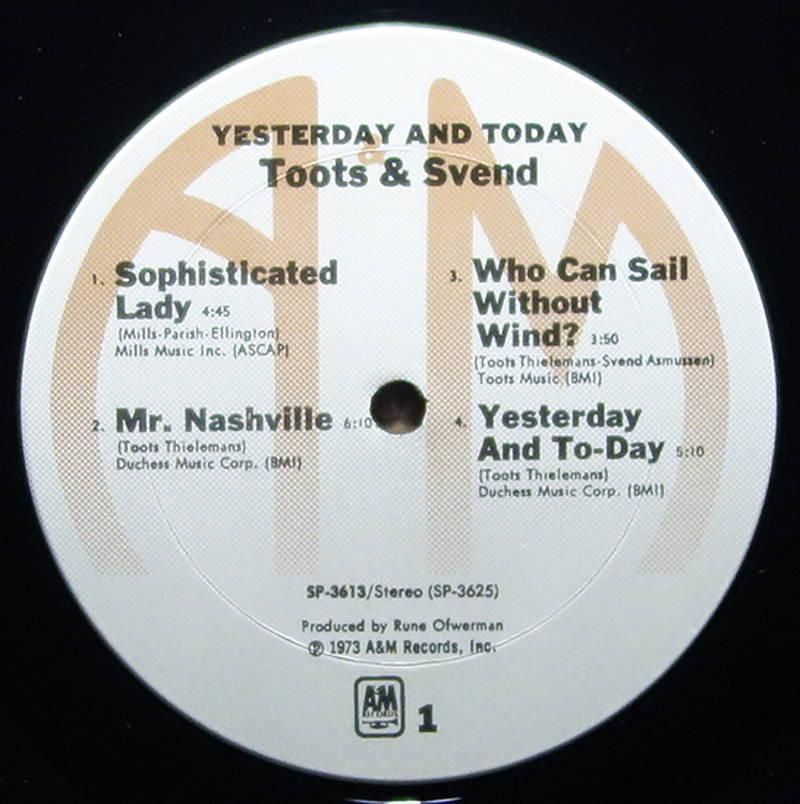 YESTERDAY AND TODAY
Toots & Svend
1. Sophisticated
Lady 4:45
(Mills-Parish-Ellington)
Mills Music Inc. (ASCAP)
2. Mr. Nashville 6:10
(Toots Thielemans)
Duchess Music Corp. (BMI)
3. Who Can Sail
Without
Wind? 3:50
(Toots Thielemans-Svend Asmussen)
Toots Music (BMI)
4. Yesterday
And To-Day 5:10
(Toots Thielemans)
Duchess Music Corp. (BMI)
SP-3613/Stereo (SP-3625)
Produced by Rune Ofwerman
℗ 1973 A&M Records, Inc.
A&M
RECORDS
1